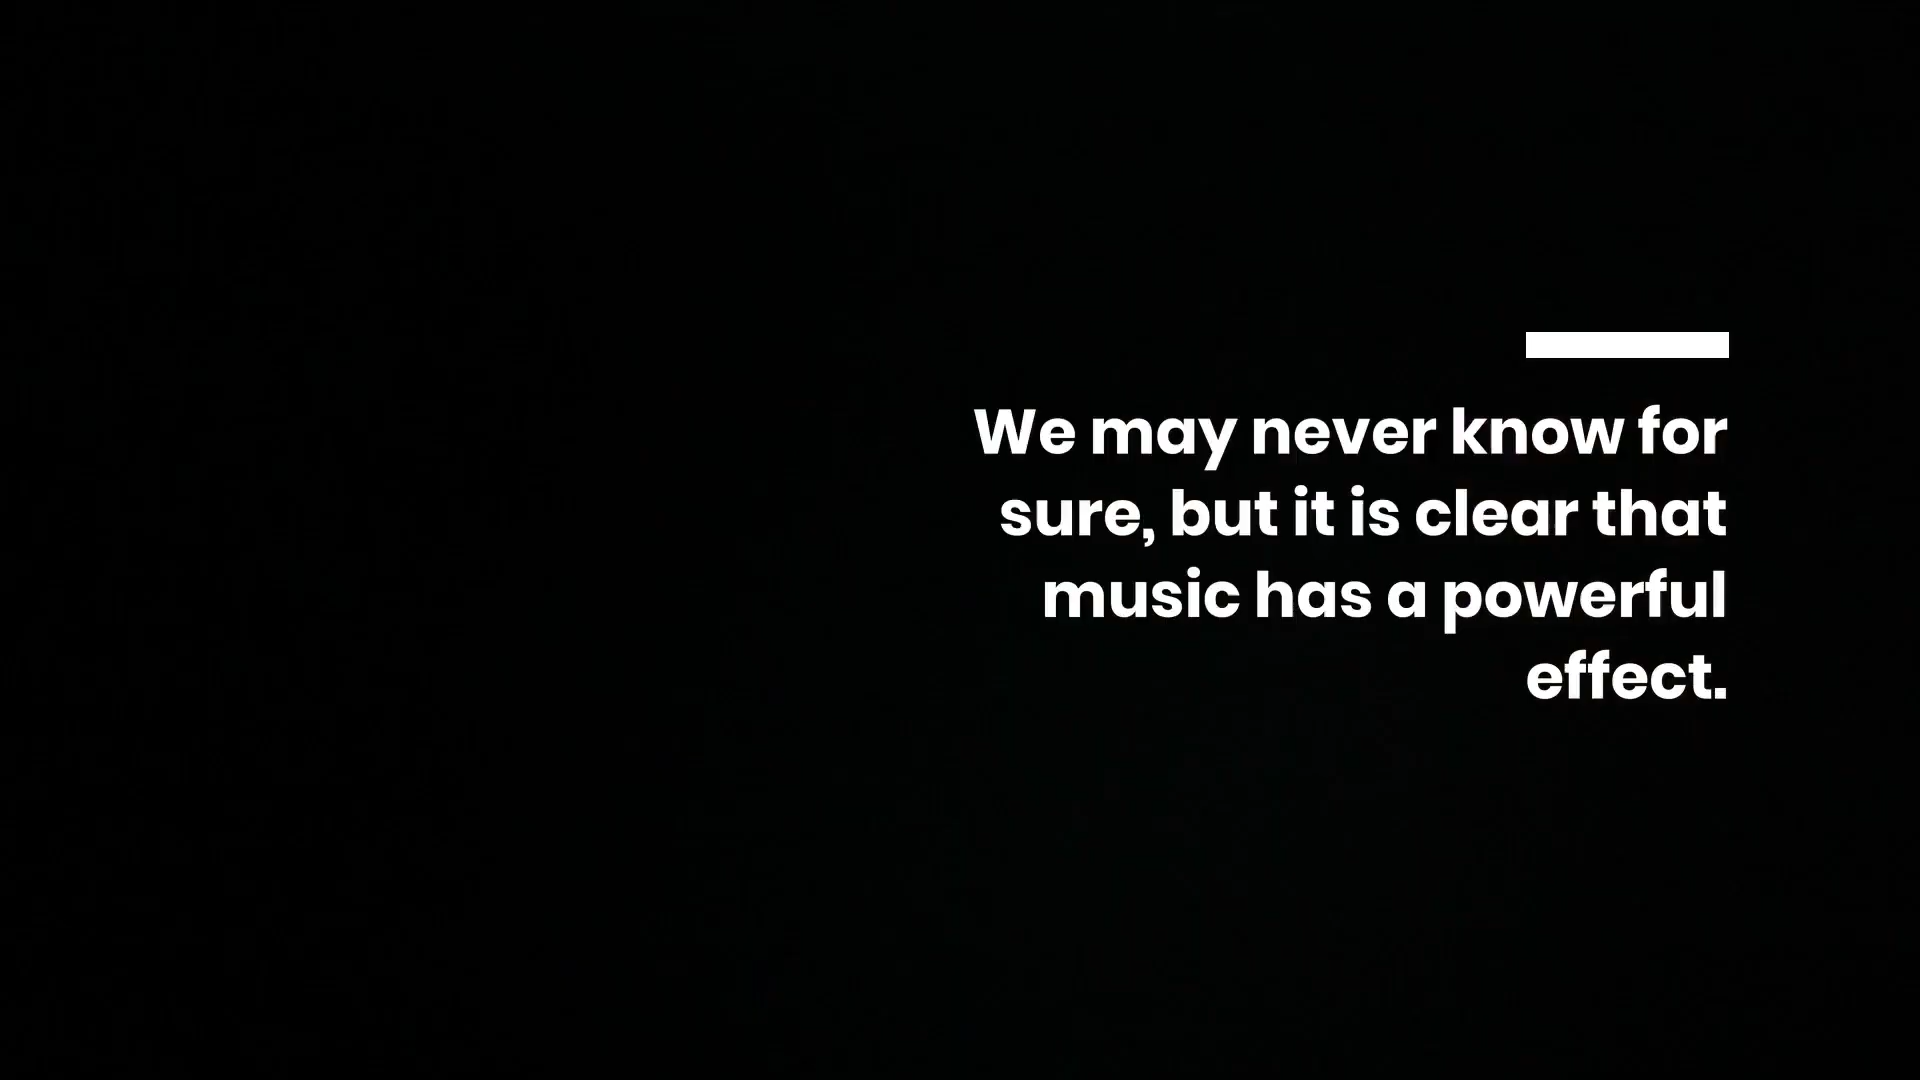 We may never know for
sure, but it is clear that
music has a powerful
effect.